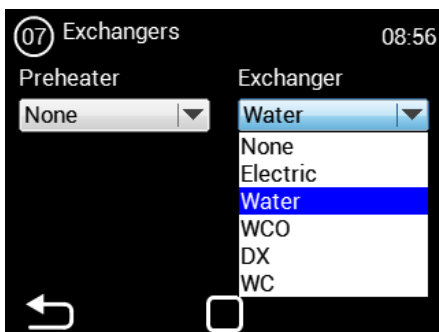 07 Exchangers 08:56
Preheater Exchanger
None Water
None
Electric
Water
WCO
DX
WC